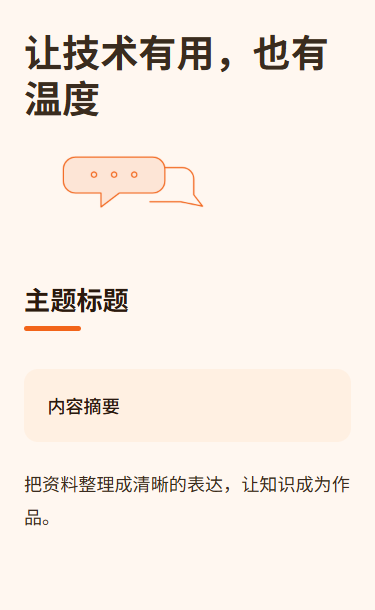 让技术有用，也有
温度
主题标题
内容摘要
把资料整理成清晰的表达，让知识成为作
品。